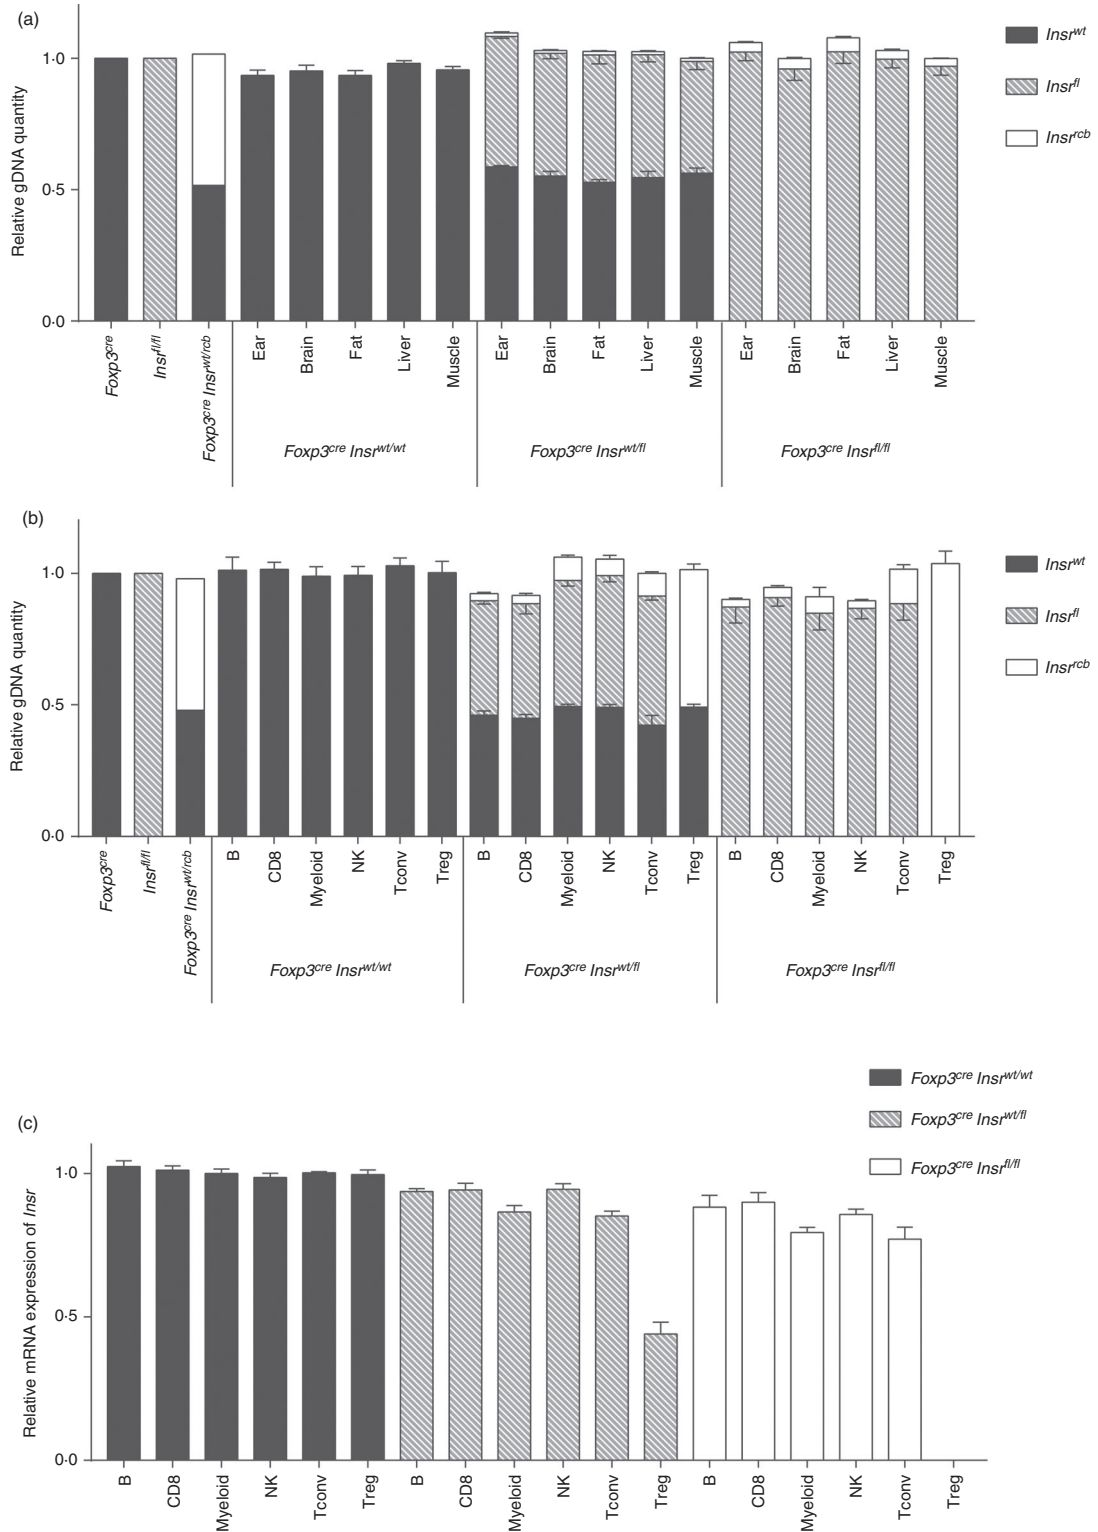 (a)
Relative gDNA quantity
1·0
0·5
0·0
Insr^wt
Insr^fl
Insr^rcb
Foxp3^cre
Insr^fl/fl
Foxp3^cre Insr^wt/rcb
Ear
Brain
Fat
Liver
Muscle
Ear
Brain
Fat
Liver
Muscle
Ear
Brain
Fat
Liver
Muscle
Foxp3^cre Insr^wt/wt
Foxp3^cre Insr^wt/fl
Foxp3^cre Insr^fl/fl
(b)
Relative gDNA quantity
1·0
0·5
0·0
Insr^wt
Insr^fl
Insr^rcb
Foxp3^cre
Insr^fl/fl
Foxp3^cre Insr^wt/rcb
B
CD8
Myeloid
NK
Tconv
Treg
B
CD8
Myeloid
NK
Tconv
Treg
B
CD8
Myeloid
NK
Tconv
Treg
Foxp3^cre Insr^wt/wt
Foxp3^cre Insr^wt/fl
Foxp3^cre Insr^fl/fl
(c)
Foxp3^cre Insr^wt/wt
Foxp3^cre Insr^wt/fl
Foxp3^cre Insr^fl/fl
Relative mRNA expression of Insr
1·0
0·5
0·0
B
CD8
Myeloid
NK
Tconv
Treg
B
CD8
Myeloid
NK
Tconv
Treg
B
CD8
Myeloid
NK
Tconv
Treg